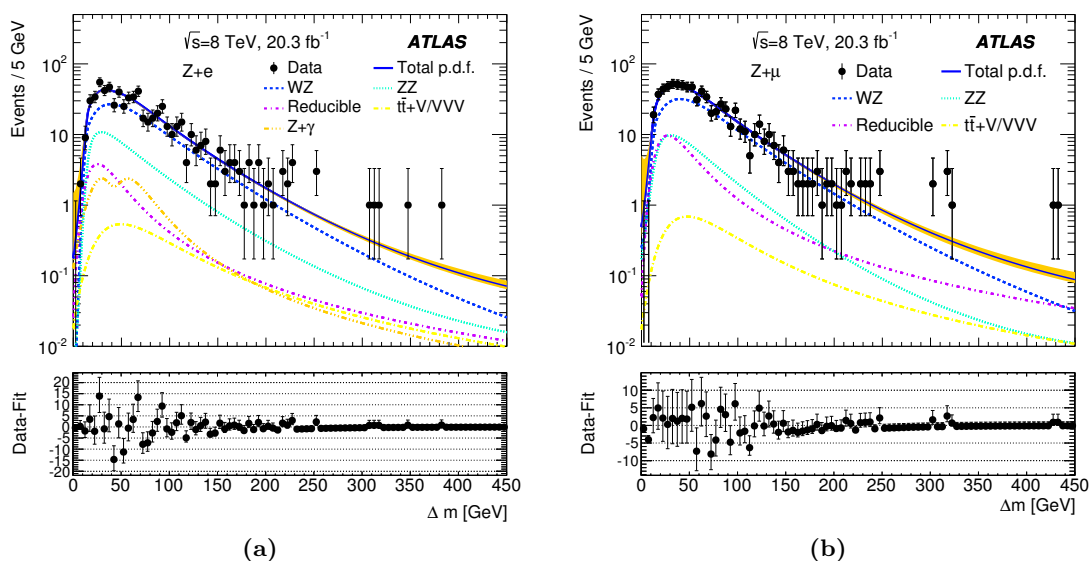 Events / 5 GeV
10²
10
1
10⁻¹
10⁻²
√s=8 TeV, 20.3 fb⁻¹ ATLAS
Z+e
Data
Total p.d.f.
WZ
ZZ
Reducible
tt̄+V/VVV
Z+γ
Data-Fit
20
15
10
5
0
-5
-10
-15
-20
0 50 100 150 200 250 300 350 400 450
Δ m [GeV]
(a)
Events / 5 GeV
10²
10
1
10⁻¹
10⁻²
√s=8 TeV, 20.3 fb⁻¹ ATLAS
Z+μ
Data
Total p.d.f.
WZ
ZZ
Reducible
tt̄+V/VVV
Data-Fit
10
5
0
-5
-10
0 50 100 150 200 250 300 350 400 450
Δm [GeV]
(b)